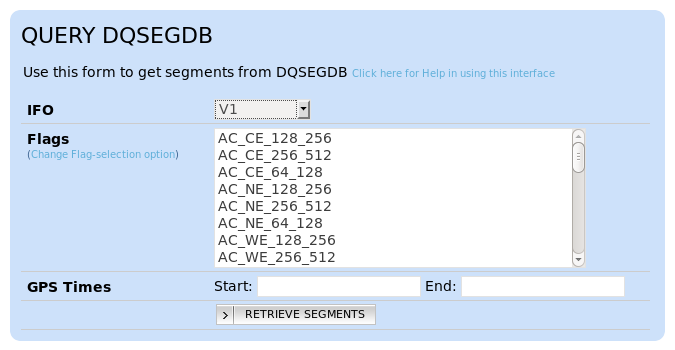 QUERY DQSEGDB
Use this form to get segments from DQSEGDB Click here for Help in using this interface
IFO V1
Flags
(Change Flag-selection option)
AC_CE_128_256
AC_CE_256_512
AC_CE_64_128
AC_NE_128_256
AC_NE_256_512
AC_NE_64_128
AC_WE_128_256
AC_WE_256_512
GPS Times Start: End:
> RETRIEVE SEGMENTS